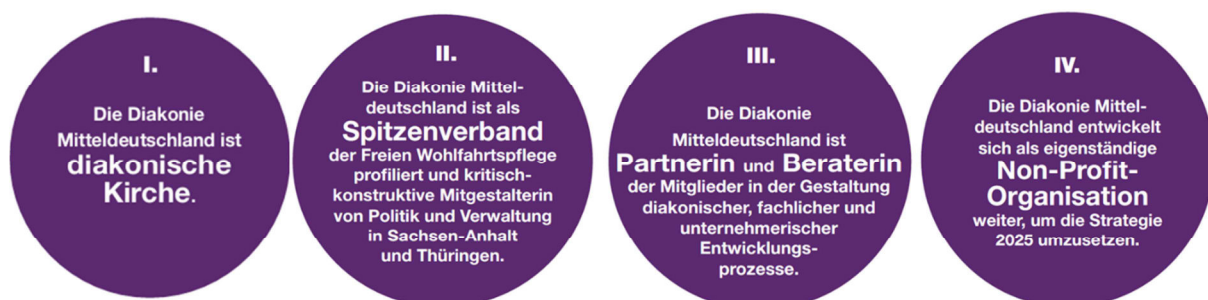 I.
Die Diakonie
Mitteldeutschland ist
diakonische
Kirche.
II.
Die Diakonie Mittel-
deutschland ist als
Spitzenverband
der Freien Wohlfahrtspflege
profiliert und kritisch-
konstruktive Mitgestalterin
von Politik und Verwaltung
in Sachsen-Anhalt
und Thüringen.
III.
Die Diakonie
Mitteldeutschland ist
Partnerin und Beraterin
der Mitglieder in der Gestaltung
diakonischer, fachlicher und
unternehmerischer
Entwicklungs-
prozesse.
IV.
Die Diakonie Mittel-
deutschland entwickelt
sich als eigenständige
Non-Profit-
Organisation
weiter, um die Strategie
2025 umzusetzen.